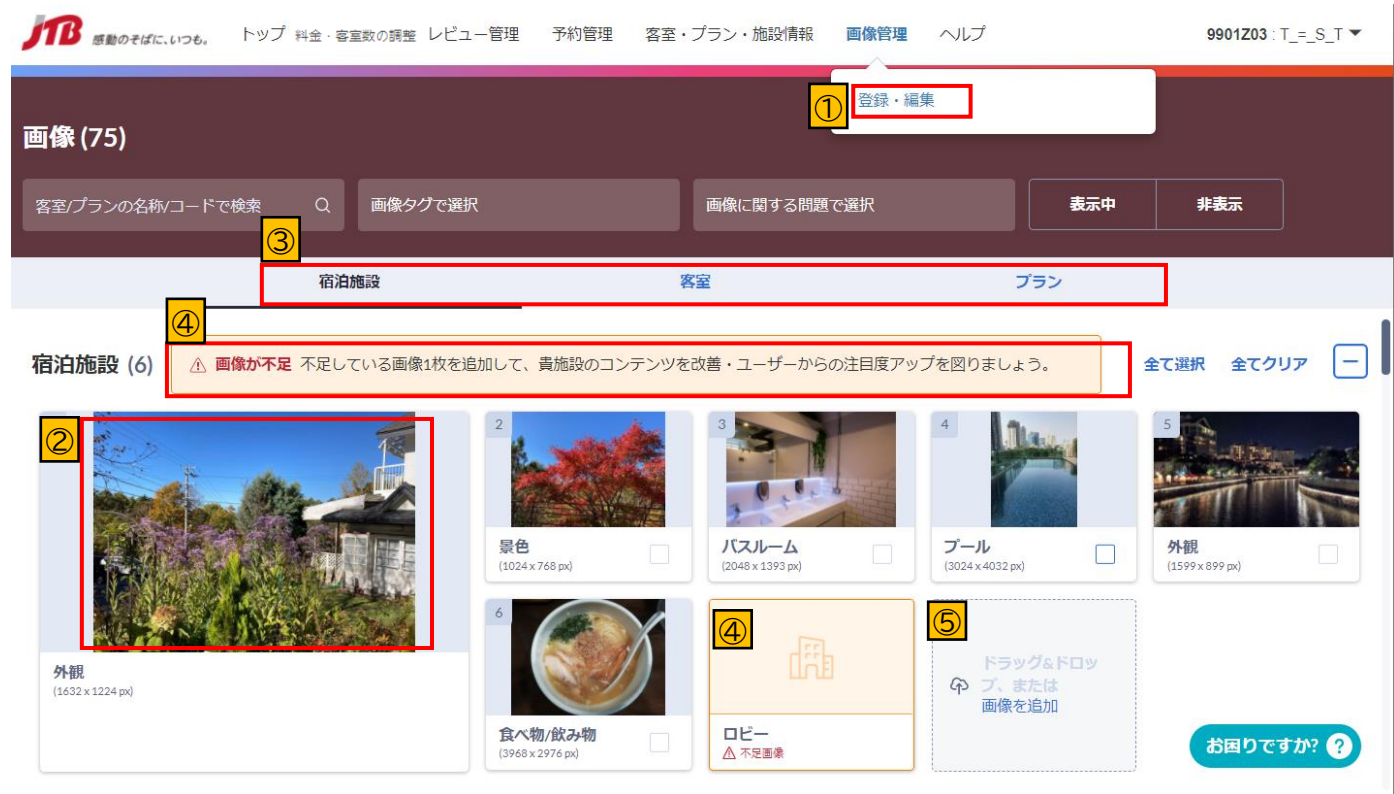 JTB 感動のそばに、いつも。 トップ 料金・客室数の調整 レビュー管理 予約管理 客室・プラン・施設情報 画像管理 ヘルプ 9901Z03 : T_=_S_T
① 登録・編集
画像 (75)
客室/プランの名称/コードで検索 画像タグで選択 画像に関する問題で選択 表示中 非表示
③
宿泊施設 客室 プラン
④
宿泊施設 (6) 画像が不足 不足している画像1枚を追加して、貴施設のコンテンツを改善・ユーザーからの注目度アップを図りましょう。 全て選択 全てクリア
②
外観
(1632 x 1224 px)
2
景色
(1024 x 768 px)
3
バスルーム
(2048 x 1393 px)
4
プール
(3024 x 4032 px)
5
外観
(1599 x 899 px)
6
食べ物/飲み物
(3968 x 2976 px)
④
ロビー
不足画像
⑤
ドラッグ&ドロッ
プ、または
画像を追加
お困りですか? ?